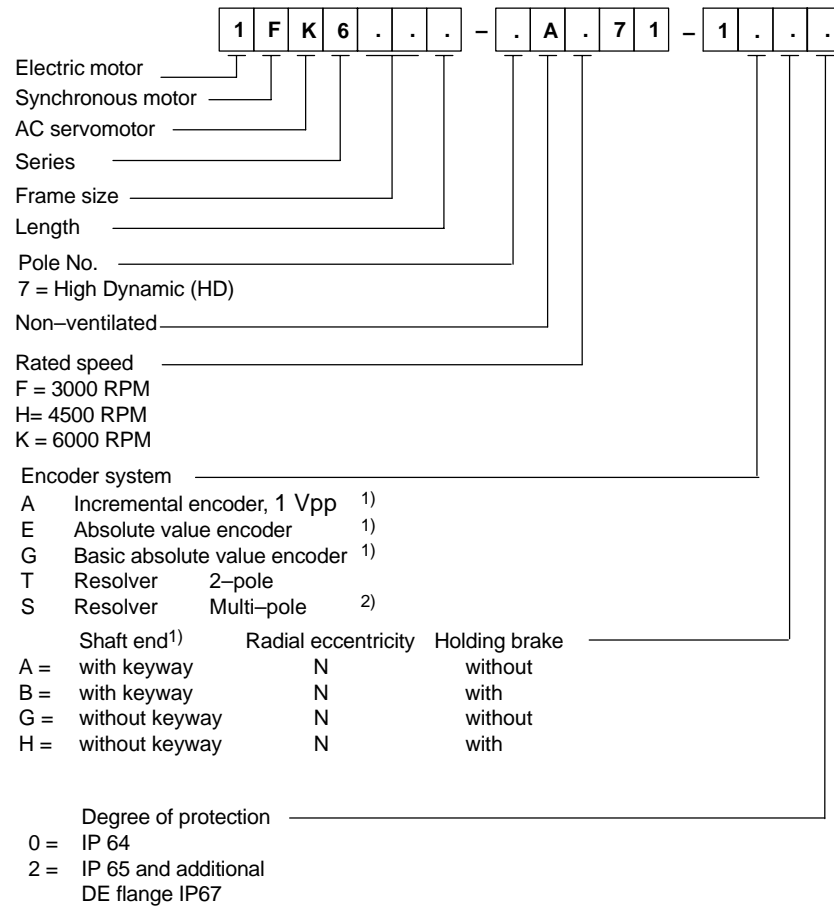 1 F K 6 . . . – . A . 7 1 – 1 . . .
Electric motor
Synchronous motor
AC servomotor
Series
Frame size
Length
Pole No.
7 = High Dynamic (HD)
Non–ventilated
Rated speed
F = 3000 RPM
H= 4500 RPM
K = 6000 RPM
Encoder system
A Incremental encoder, 1 Vpp 1)
E Absolute value encoder 1)
G Basic absolute value encoder 1)
T Resolver 2–pole
S Resolver Multi–pole 2)
Shaft end1) Radial eccentricity Holding brake
A = with keyway N without
B = with keyway N with
G = without keyway N without
H = without keyway N with
Degree of protection
0 = IP 64
2 = IP 65 and additional
DE flange IP67